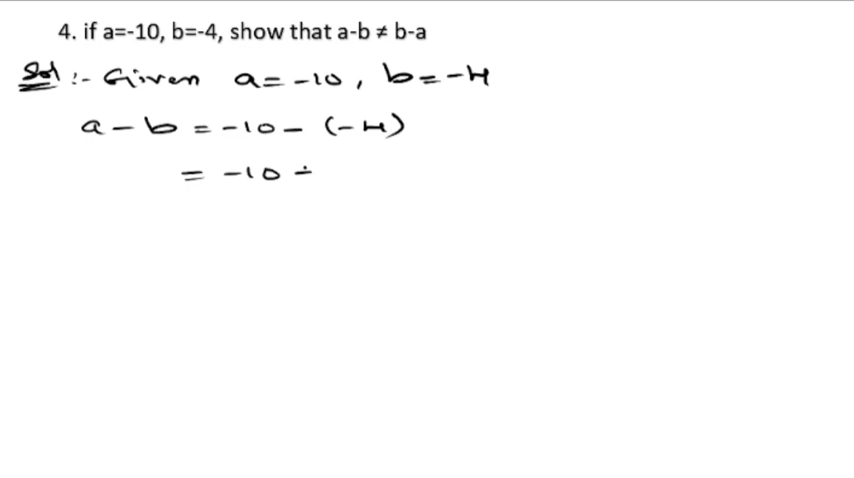 4. if a=-10, b=-4, show that a-b ≠ b-a
Sol :- Given a = -10, b = -4
a - b = -10 - (-4)
= -10 +